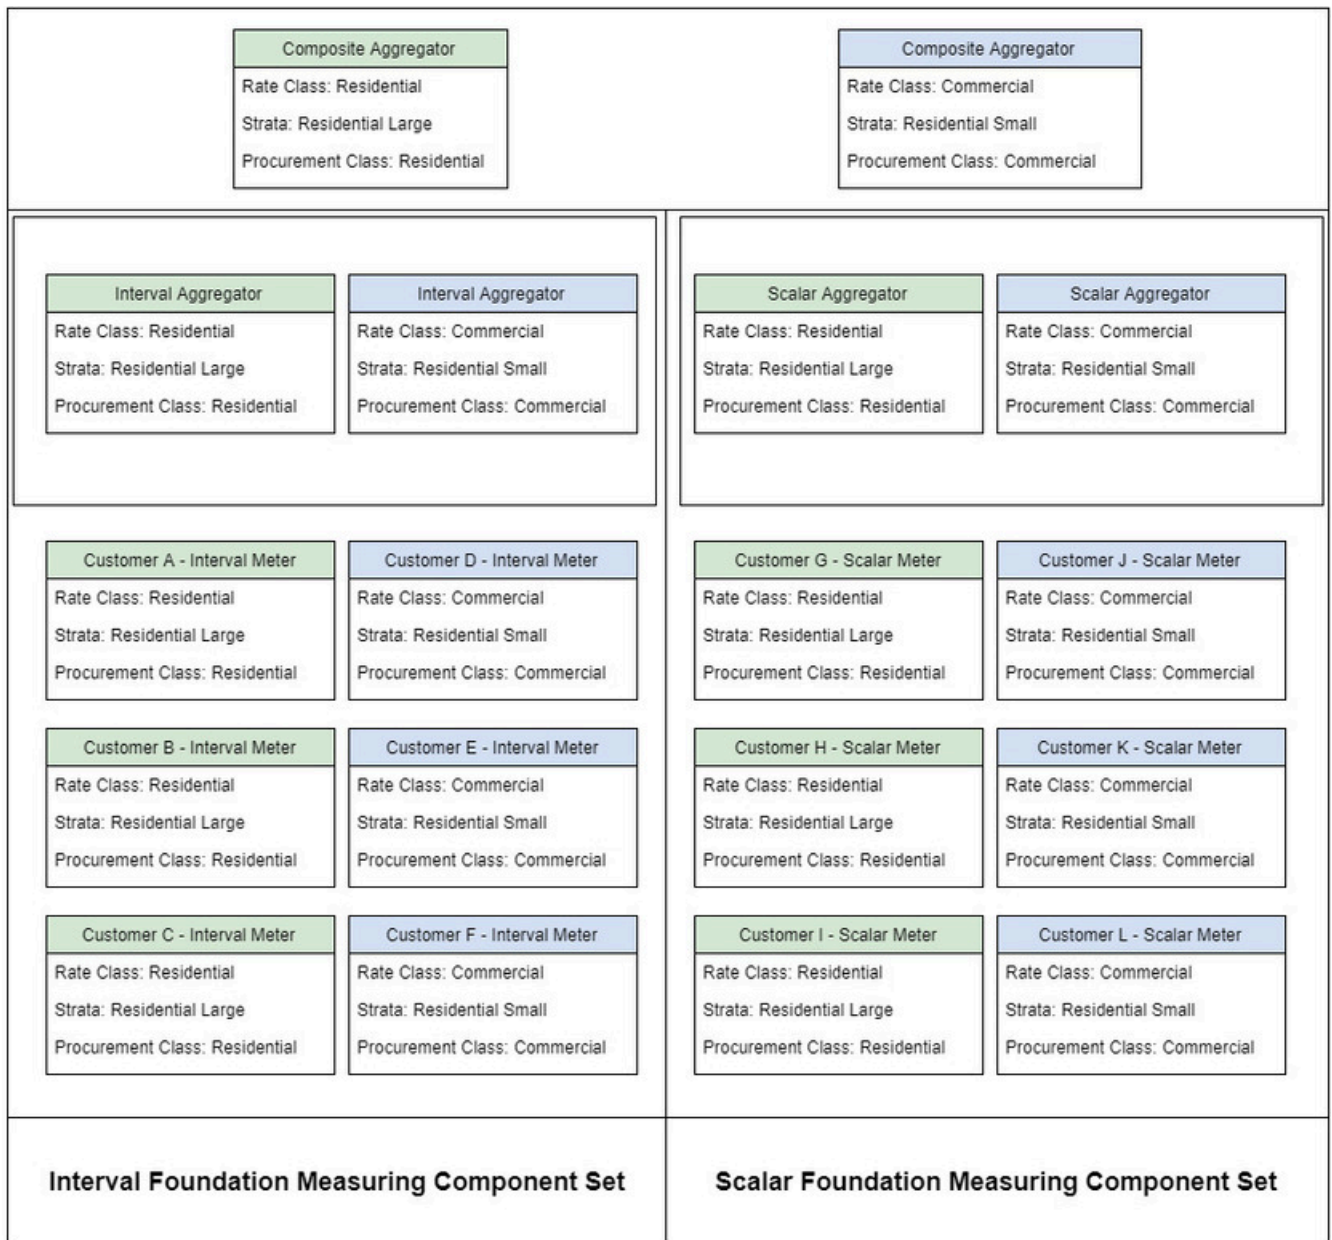 Composite Aggregator
Rate Class: Residential
Strata: Residential Large
Procurement Class: Residential
Composite Aggregator
Rate Class: Commercial
Strata: Residential Small
Procurement Class: Commercial
Interval Aggregator
Rate Class: Residential
Strata: Residential Large
Procurement Class: Residential
Interval Aggregator
Rate Class: Commercial
Strata: Residential Small
Procurement Class: Commercial
Scalar Aggregator
Rate Class: Residential
Strata: Residential Large
Procurement Class: Residential
Scalar Aggregator
Rate Class: Commercial
Strata: Residential Small
Procurement Class: Commercial
Customer A - Interval Meter
Rate Class: Residential
Strata: Residential Large
Procurement Class: Residential
Customer D - Interval Meter
Rate Class: Commercial
Strata: Residential Small
Procurement Class: Commercial
Customer G - Scalar Meter
Rate Class: Residential
Strata: Residential Large
Procurement Class: Residential
Customer J - Scalar Meter
Rate Class: Commercial
Strata: Residential Small
Procurement Class: Commercial
Customer B - Interval Meter
Rate Class: Residential
Strata: Residential Large
Procurement Class: Residential
Customer E - Interval Meter
Rate Class: Commercial
Strata: Residential Small
Procurement Class: Commercial
Customer H - Scalar Meter
Rate Class: Residential
Strata: Residential Large
Procurement Class: Residential
Customer K - Scalar Meter
Rate Class: Commercial
Strata: Residential Small
Procurement Class: Commercial
Customer C - Interval Meter
Rate Class: Residential
Strata: Residential Large
Procurement Class: Residential
Customer F - Interval Meter
Rate Class: Commercial
Strata: Residential Small
Procurement Class: Commercial
Customer I - Scalar Meter
Rate Class: Residential
Strata: Residential Large
Procurement Class: Residential
Customer L - Scalar Meter
Rate Class: Commercial
Strata: Residential Small
Procurement Class: Commercial
Interval Foundation Measuring Component Set
Scalar Foundation Measuring Component Set